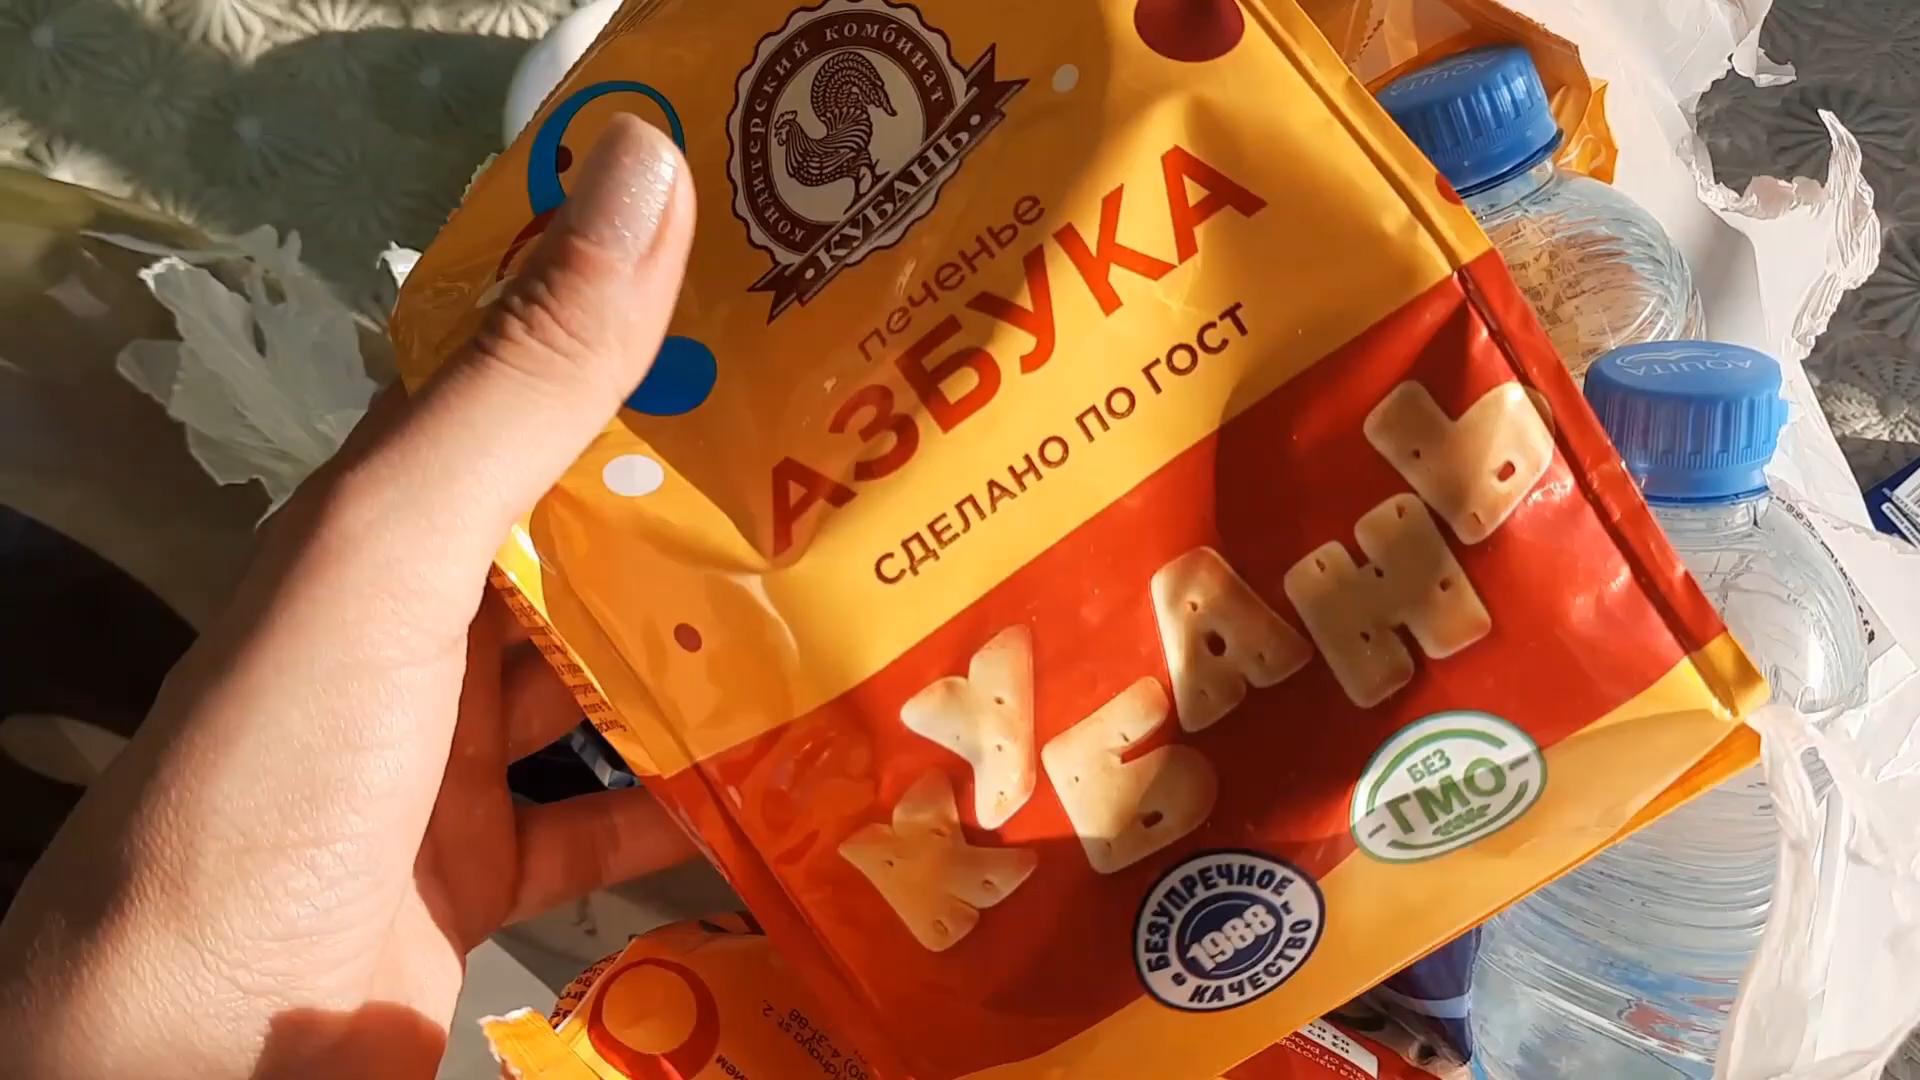 кондитерский комбинат
• КУБАНЬ •
печенье
АЗБУКА
СДЕЛАНО ПО ГОСТ
КУБАНЬ
БЕЗ
ГМО
БЕЗУПРЕЧНОЕ
1988
КАЧЕСТВО
AQUITA
AQUITA